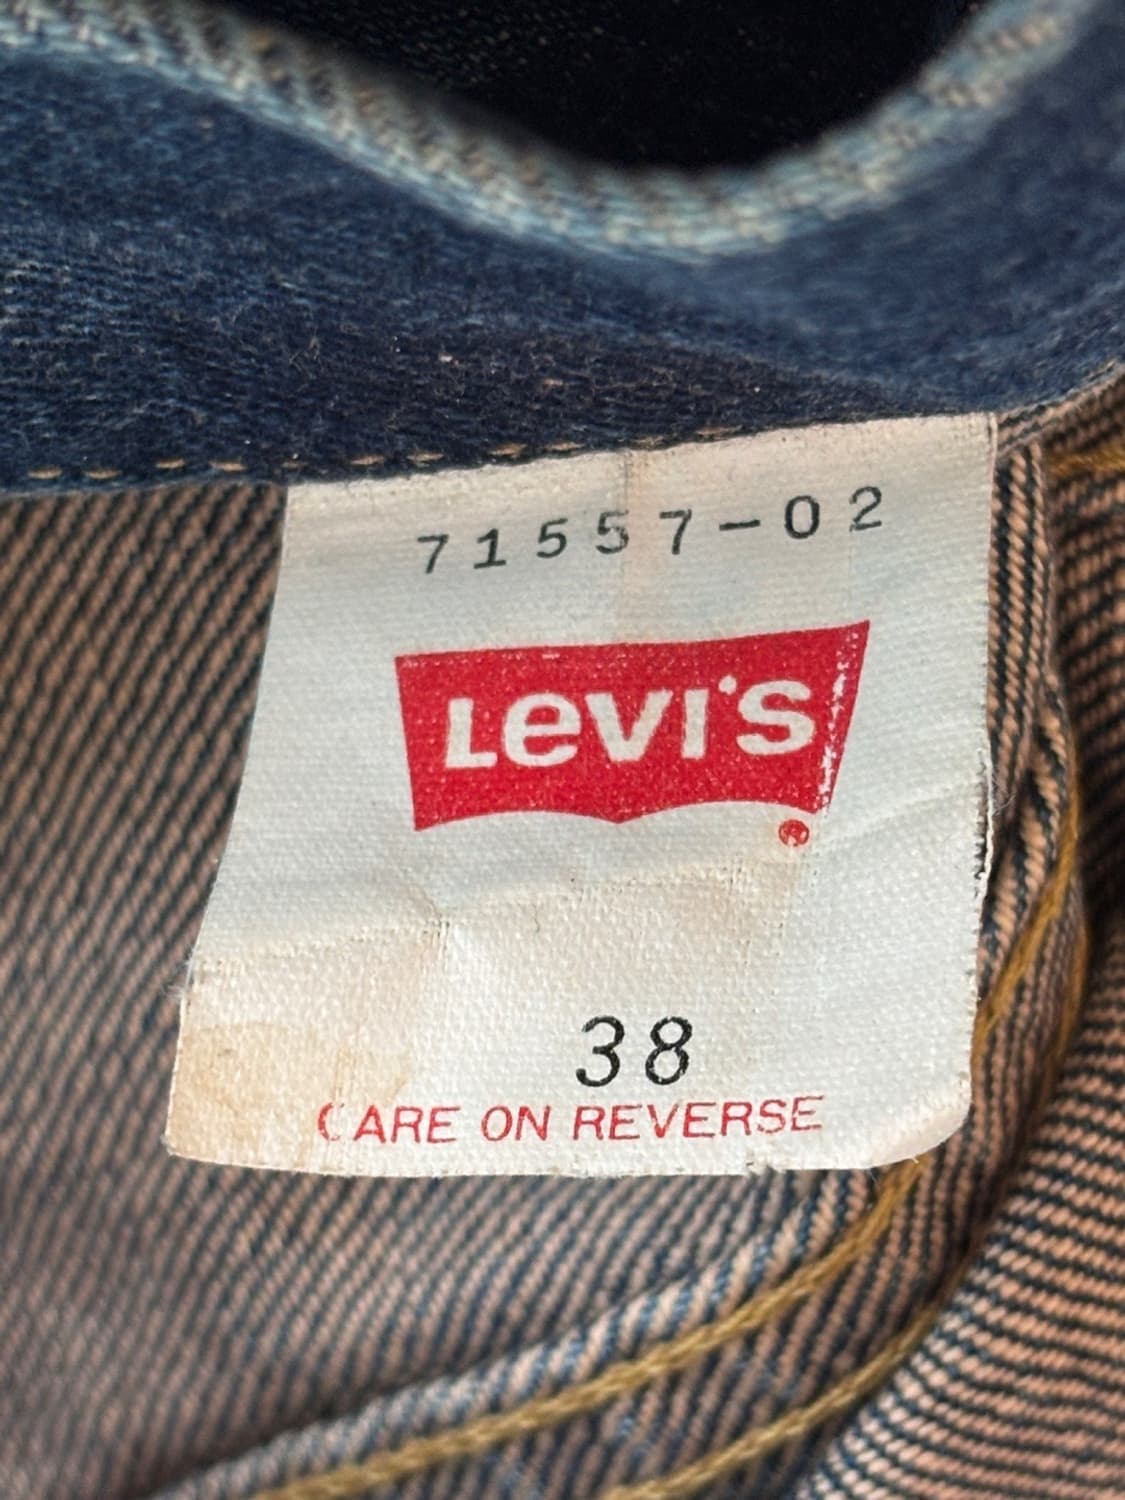 71557-02
LEVI'S
38
CARE ON REVERSE